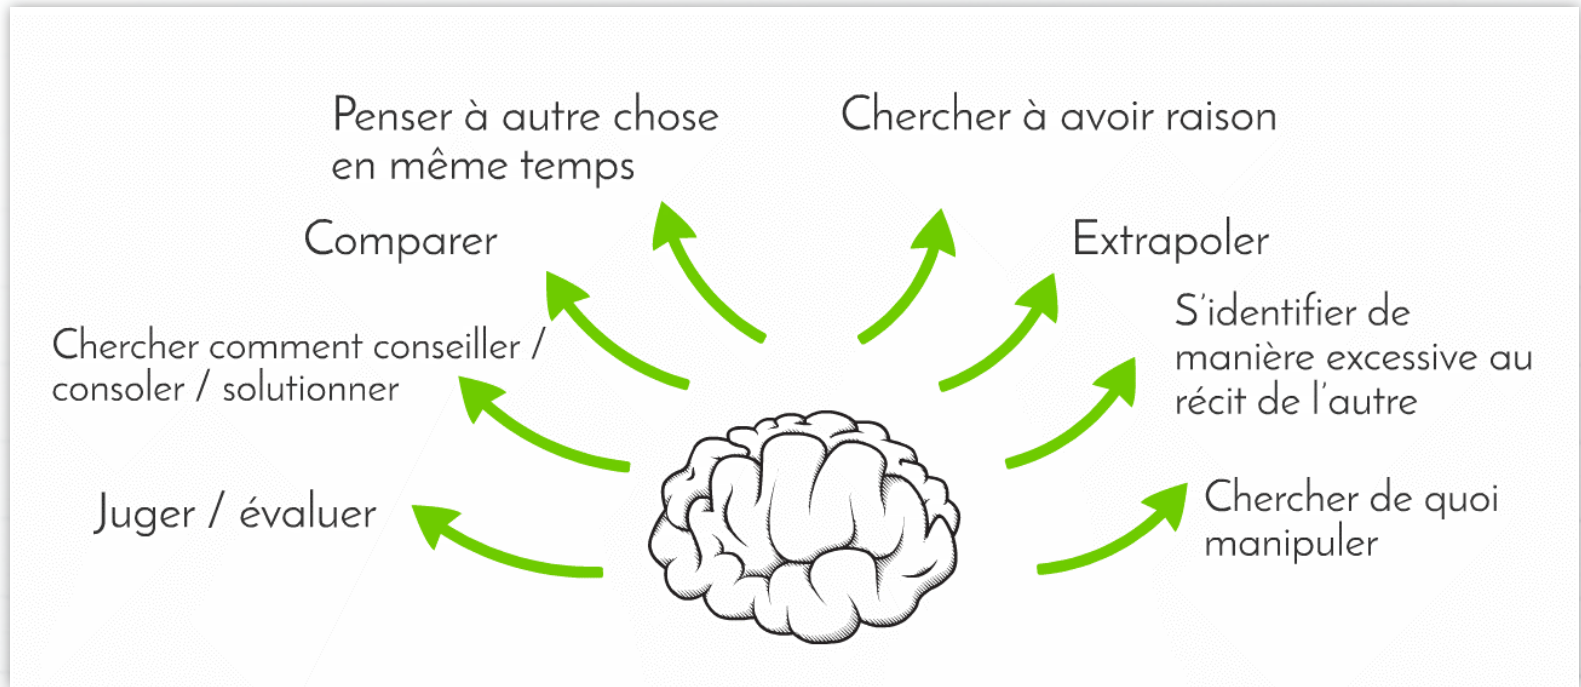 Penser à autre chose
en même temps
Chercher à avoir raison
Comparer
Extrapoler
Chercher comment conseiller /
consoler / solutionner
S'identifier de
manière excessive au
récit de l'autre
Juger / évaluer
Chercher de quoi
manipuler